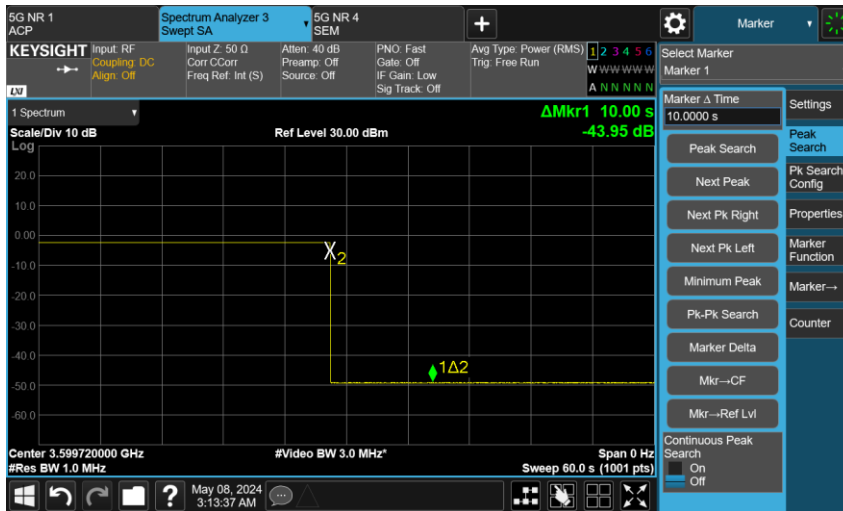 5G NR 1
ACP
Spectrum Analyzer 3
Swept SA
5G NR 4
SEM
Marker
KEYSIGHT
LXI
Input: RF
Coupling: DC
Align: Off
Input Z: 50 Ω
Corr CCorr
Freq Ref: Int (S)
Atten: 40 dB
Preamp: Off
Source: Off
PNO: Fast
Gate: Off
IF Gain: Low
Sig Track: Off
Avg Type: Power (RMS)
Trig: Free Run
1 2 3 4 5 6
W W W W W W
A N N N N N
Select Marker
Marker 1
1 Spectrum
ΔMkr1 10.00 s
-43.95 dB
Scale/Div 10 dB
Ref Level 30.00 dBm
Log
20.0
10.0
0.00
-10.0
-20.0
-30.0
-40.0
-50.0
-60.0
X2
1Δ2
Center 3.599720000 GHz
#Video BW 3.0 MHz*
Span 0 Hz
#Res BW 1.0 MHz
Sweep 60.0 s (1001 pts)
Marker Δ Time
10.0000 s
Peak Search
Next Peak
Next Pk Right
Next Pk Left
Minimum Peak
Pk-Pk Search
Marker Delta
Mkr→CF
Mkr→Ref Lvl
Continuous Peak
Search
On
Off
Settings
Peak
Search
Pk Search
Config
Properties
Marker
Function
Marker→
Counter
?
May 08, 2024
3:13:37 AM